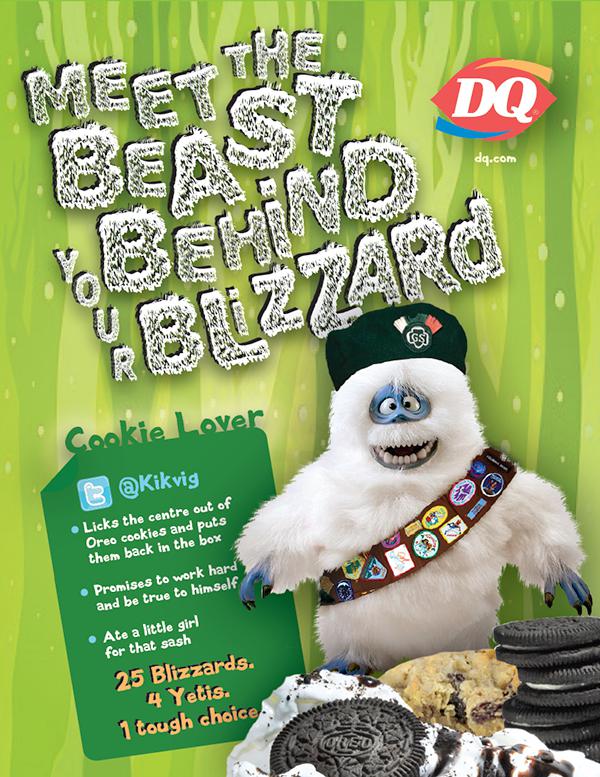 MEET THE
BEAST
BEHiND
YOUR BLiZZARd
DQ
dq.com
GS
Cookie Lover
@Kikvig
• Licks the centre out of
Oreo cookies and puts
them back in the box
• Promises to work hard
and be true to himself
• Ate a little girl
for that sash
25 Blizzards.
4 Yetis.
1 tough choice
OREO